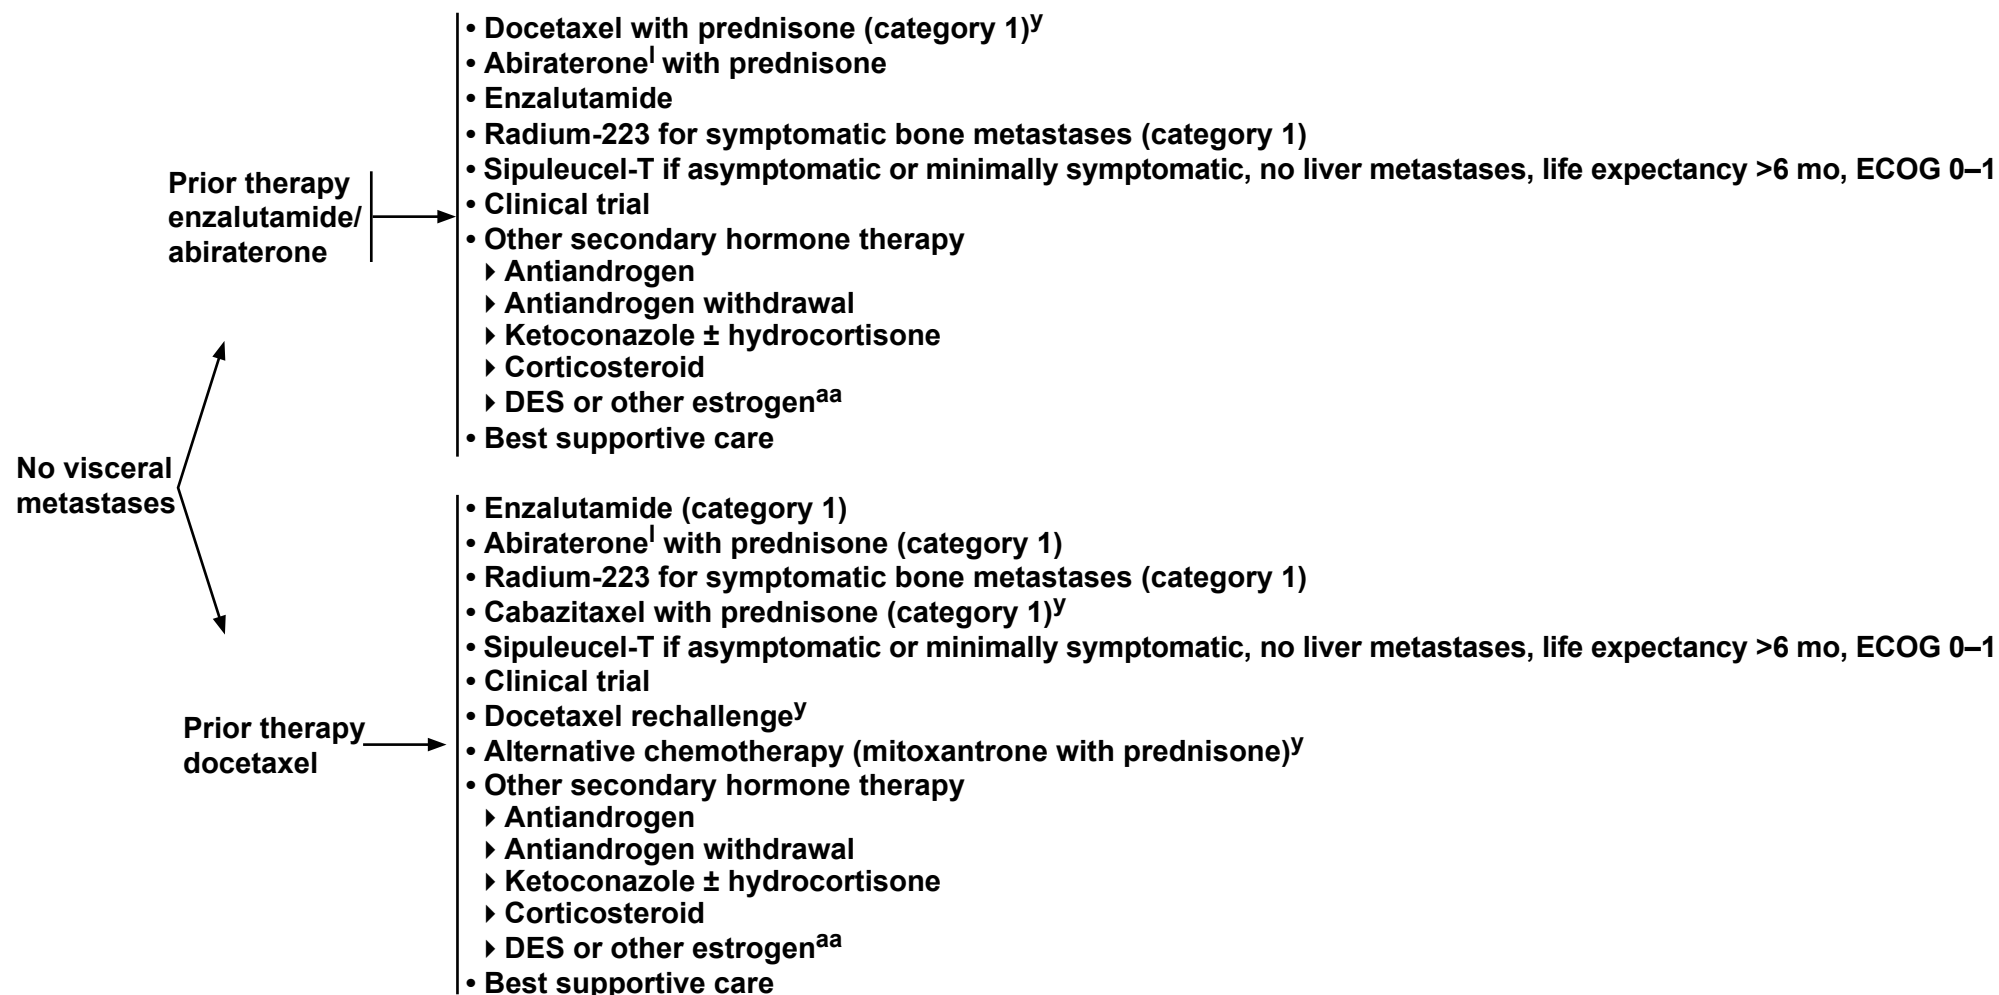 No visceral
metastases
Prior therapy
enzalutamide/
abiraterone
• Docetaxel with prednisone (category 1)y
• Abirateronel with prednisone
• Enzalutamide
• Radium-223 for symptomatic bone metastases (category 1)
• Sipuleucel-T if asymptomatic or minimally symptomatic, no liver metastases, life expectancy >6 mo, ECOG 0–1
• Clinical trial
• Other secondary hormone therapy
▸ Antiandrogen
▸ Antiandrogen withdrawal
▸ Ketoconazole ± hydrocortisone
▸ Corticosteroid
▸ DES or other estrogenaa
• Best supportive care
Prior therapy
docetaxel
• Enzalutamide (category 1)
• Abirateronel with prednisone (category 1)
• Radium-223 for symptomatic bone metastases (category 1)
• Cabazitaxel with prednisone (category 1)y
• Sipuleucel-T if asymptomatic or minimally symptomatic, no liver metastases, life expectancy >6 mo, ECOG 0–1
• Clinical trial
• Docetaxel rechallengey
• Alternative chemotherapy (mitoxantrone with prednisone)y
• Other secondary hormone therapy
▸ Antiandrogen
▸ Antiandrogen withdrawal
▸ Ketoconazole ± hydrocortisone
▸ Corticosteroid
▸ DES or other estrogenaa
• Best supportive care